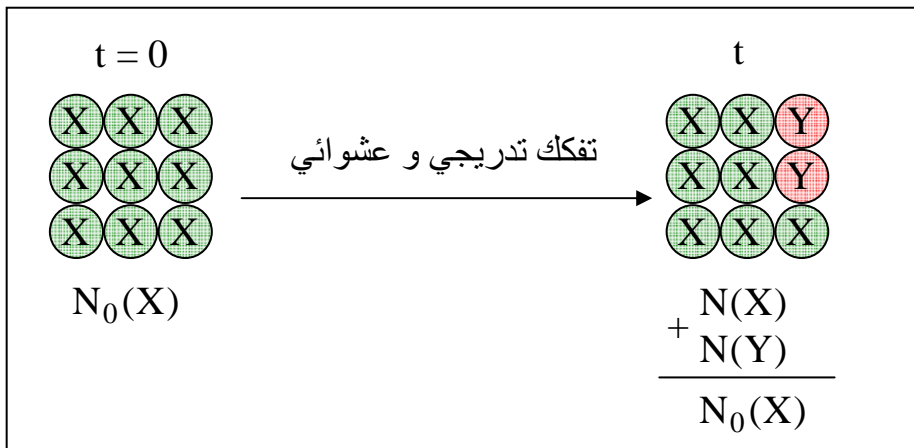 t = 0
t
X X X
X X Y
تفكك تدريجي و عشوائي
X X X
X X Y
X X X
X X X
N₀(X)
N(X)
+
N(Y)
N₀(X)